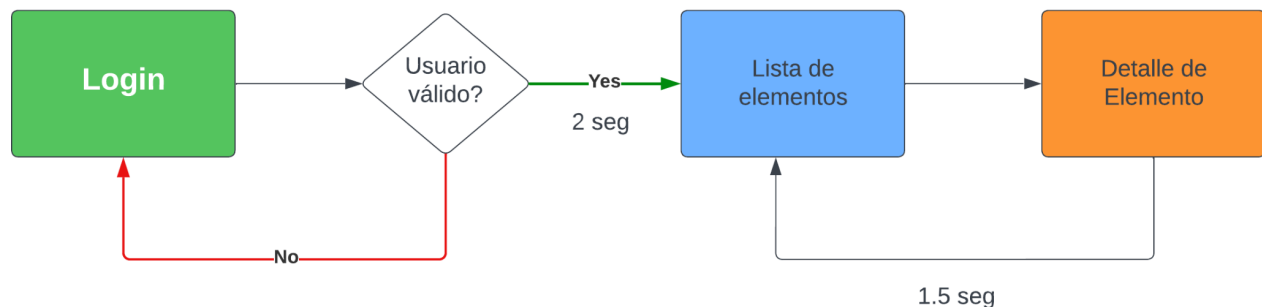 Login
Usuario
válido?
Yes
2 seg
Lista de
elementos
Detalle de
Elemento
No
1.5 seg